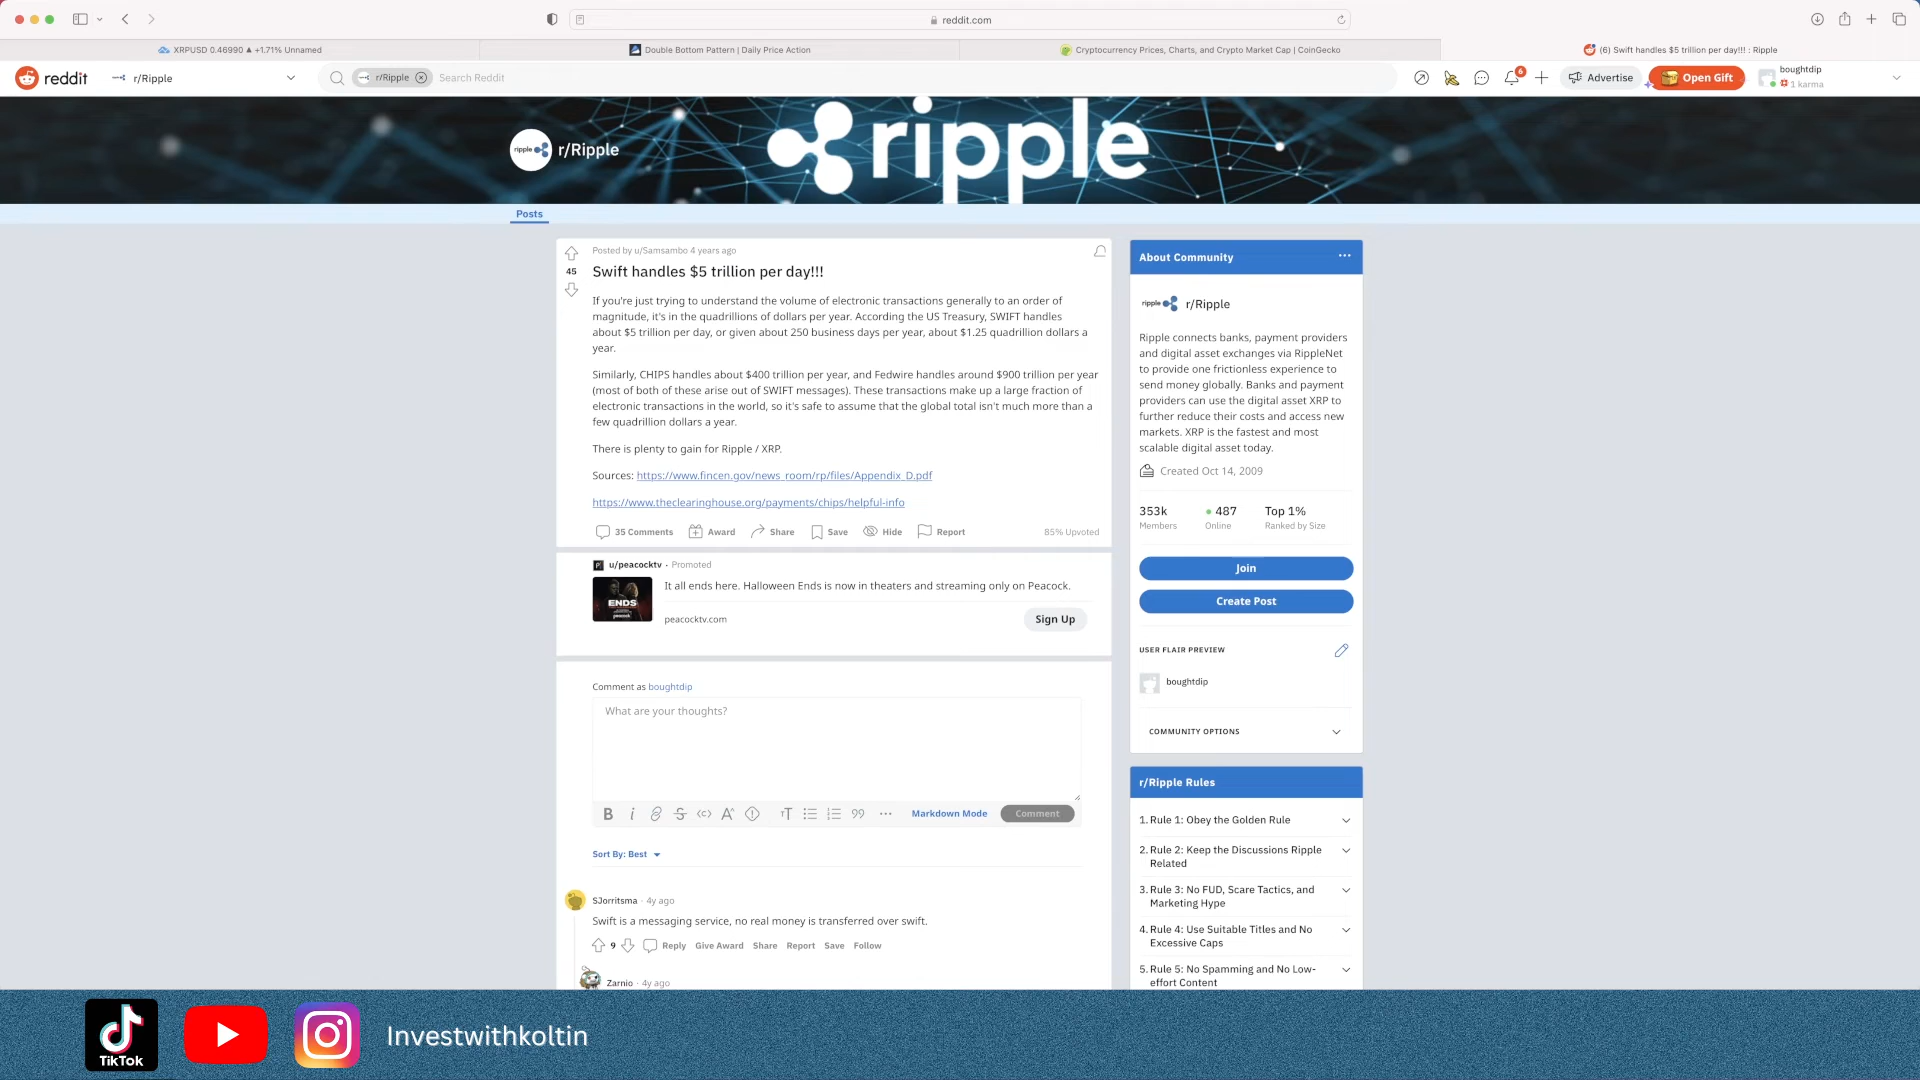 reddit.com
XRPUSD 0.46990 ▲ +1.71% Unnamed
Double Bottom Pattern | Daily Price Action
Cryptocurrency Prices, Charts, and Crypto Market Cap | CoinGecko
(6) Swift handles $5 trillion per day!!! : Ripple
reddit
r/Ripple
r/Ripple
Search Reddit
6
Advertise
Open Gift
boughtdip
1 karma
ripple
r/Ripple
ripple
Posts
Posted by u/Samsambo 4 years ago
45
Swift handles $5 trillion per day!!!
If you're just trying to understand the volume of electronic transactions generally to an order of
magnitude, it's in the quadrillions of dollars per year. According the US Treasury, SWIFT handles
about $5 trillion per day, or given about 250 business days per year, about $1.25 quadrillion dollars a
year.
Similarly, CHIPS handles about $400 trillion per year, and Fedwire handles around $900 trillion per year
(most of both of these arise out of SWIFT messages). These transactions make up a large fraction of
electronic transactions in the world, so it's safe to assume that the global total isn't much more than a
few quadrillion dollars a year.
There is plenty to gain for Ripple / XRP.
Sources: https://www.fincen.gov/news_room/rp/files/Appendix_D.pdf
https://www.theclearinghouse.org/payments/chips/helpful-info
35 Comments
Award
Share
Save
Hide
Report
85% Upvoted
u/peacocktv · Promoted
It all ends here. Halloween Ends is now in theaters and streaming only on Peacock.
ENDS
peacock
peacocktv.com
Sign Up
Comment as boughtdip
What are your thoughts?
Markdown Mode
Comment
Sort By: Best
SJorritsma · 4y ago
Swift is a messaging service, no real money is transferred over swift.
9
Reply
Give Award
Share
Report
Save
Follow
Zarnio · 4y ago
About Community
ripple
r/Ripple
Ripple connects banks, payment providers
and digital asset exchanges via RippleNet
to provide one frictionless experience to
send money globally. Banks and payment
providers can use the digital asset XRP to
further reduce their costs and access new
markets. XRP is the fastest and most
scalable digital asset today.
Created Oct 14, 2009
353k
Members
487
Online
Top 1%
Ranked by Size
Join
Create Post
USER FLAIR PREVIEW
boughtdip
COMMUNITY OPTIONS
r/Ripple Rules
1. Rule 1: Obey the Golden Rule
2. Rule 2: Keep the Discussions Ripple
Related
3. Rule 3: No FUD, Scare Tactics, and
Marketing Hype
4. Rule 4: Use Suitable Titles and No
Excessive Caps
5. Rule 5: No Spamming and No Low-
effort Content
TikTok
Investwithkoltin